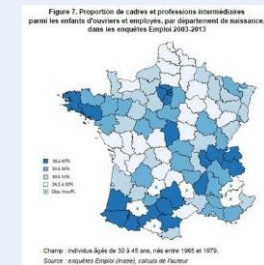 Figure 7. Proportion de cadres et professions intermédiaires
parmi les enfants d'ouvriers et employés, par département de naissance,
dans les enquêtes Emploi 2003-2013
Obs. insuff.
Champ : individus âgés de 30 à 45 ans, nés entre 1965 et 1979.
Source : enquêtes Emploi (Insee), calculs de l'auteur